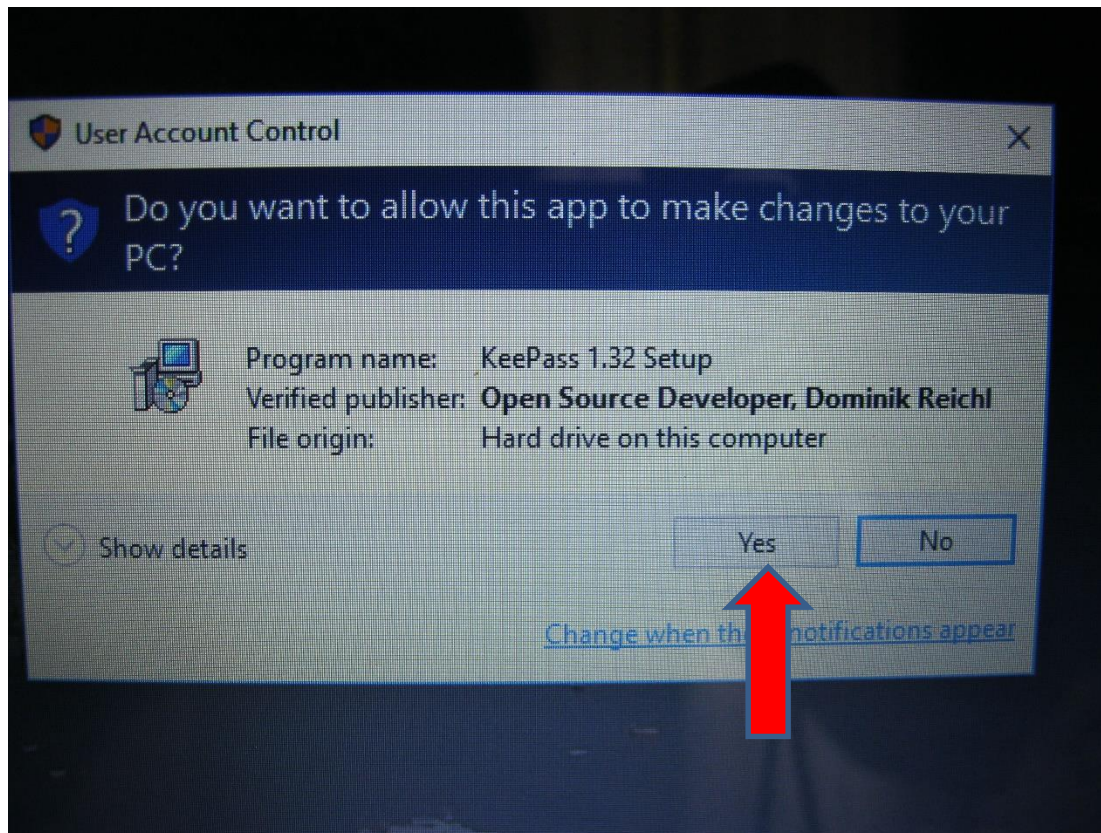 User Account Control
Do you want to allow this app to make changes to your
PC?
Program name: KeePass 1.32 Setup
Verified publisher: Open Source Developer, Dominik Reichl
File origin: Hard drive on this computer
Show details
Yes No
Change when notifications appear